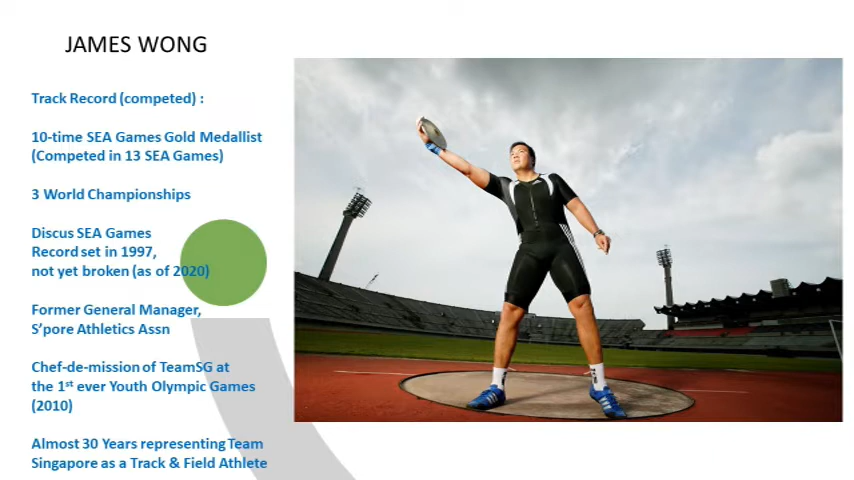 JAMES WONG
Track Record (competed) :
10-time SEA Games Gold Medallist
(Competed in 13 SEA Games)
3 World Championships
Discus SEA Games
Record set in 1997,
not yet broken (as of 2020)
Former General Manager,
S'pore Athletics Assn
Chef-de-mission of TeamSG at
the 1st ever Youth Olympic Games
(2010)
Almost 30 Years representing Team
Singapore as a Track & Field Athlete